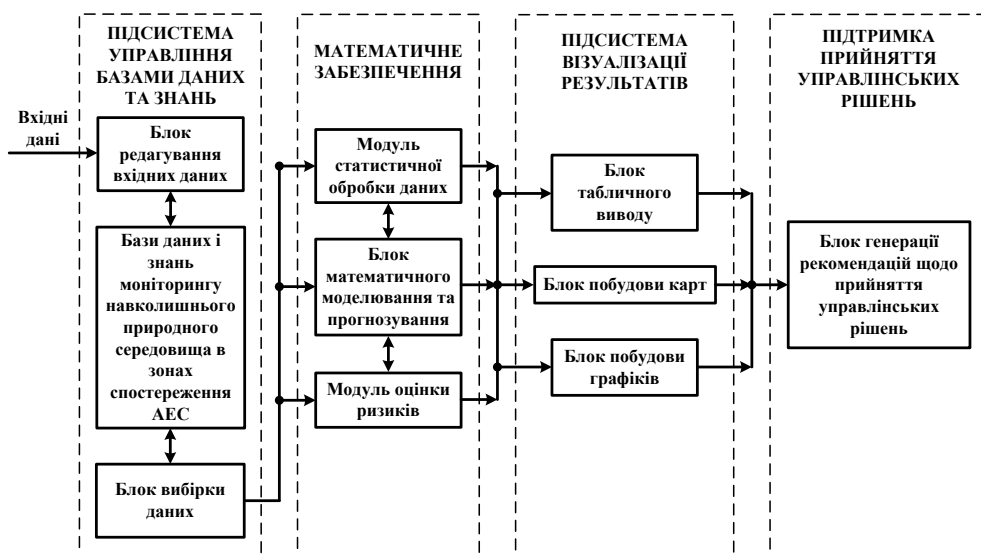 ПІДСИСТЕМА
УПРАВЛІННЯ
БАЗАМИ ДАНИХ
ТА ЗНАНЬ
Вхідні
дані
Блок
редагування
вхідних даних
Бази даних і
знань
моніторингу
навколишнього
природного
середовища в
зонах
спостереження
АЕС
Блок вибірки
даних
МАТЕМАТИЧНЕ
ЗАБЕЗПЕЧЕННЯ
Модуль
статистичної
обробки даних
Блок
математичного
моделювання та
прогнозування
Модуль оцінки
ризиків
ПІДСИСТЕМА
ВІЗУАЛІЗАЦІЇ
РЕЗУЛЬТАТІВ
Блок
табличного
виводу
Блок побудови карт
Блок побудови
графіків
ПІДТРИМКА
ПРИЙНЯТТЯ
УПРАВЛІНСЬКИХ
РІШЕНЬ
Блок генерації
рекомендацій щодо
прийняття
управлінських
рішень